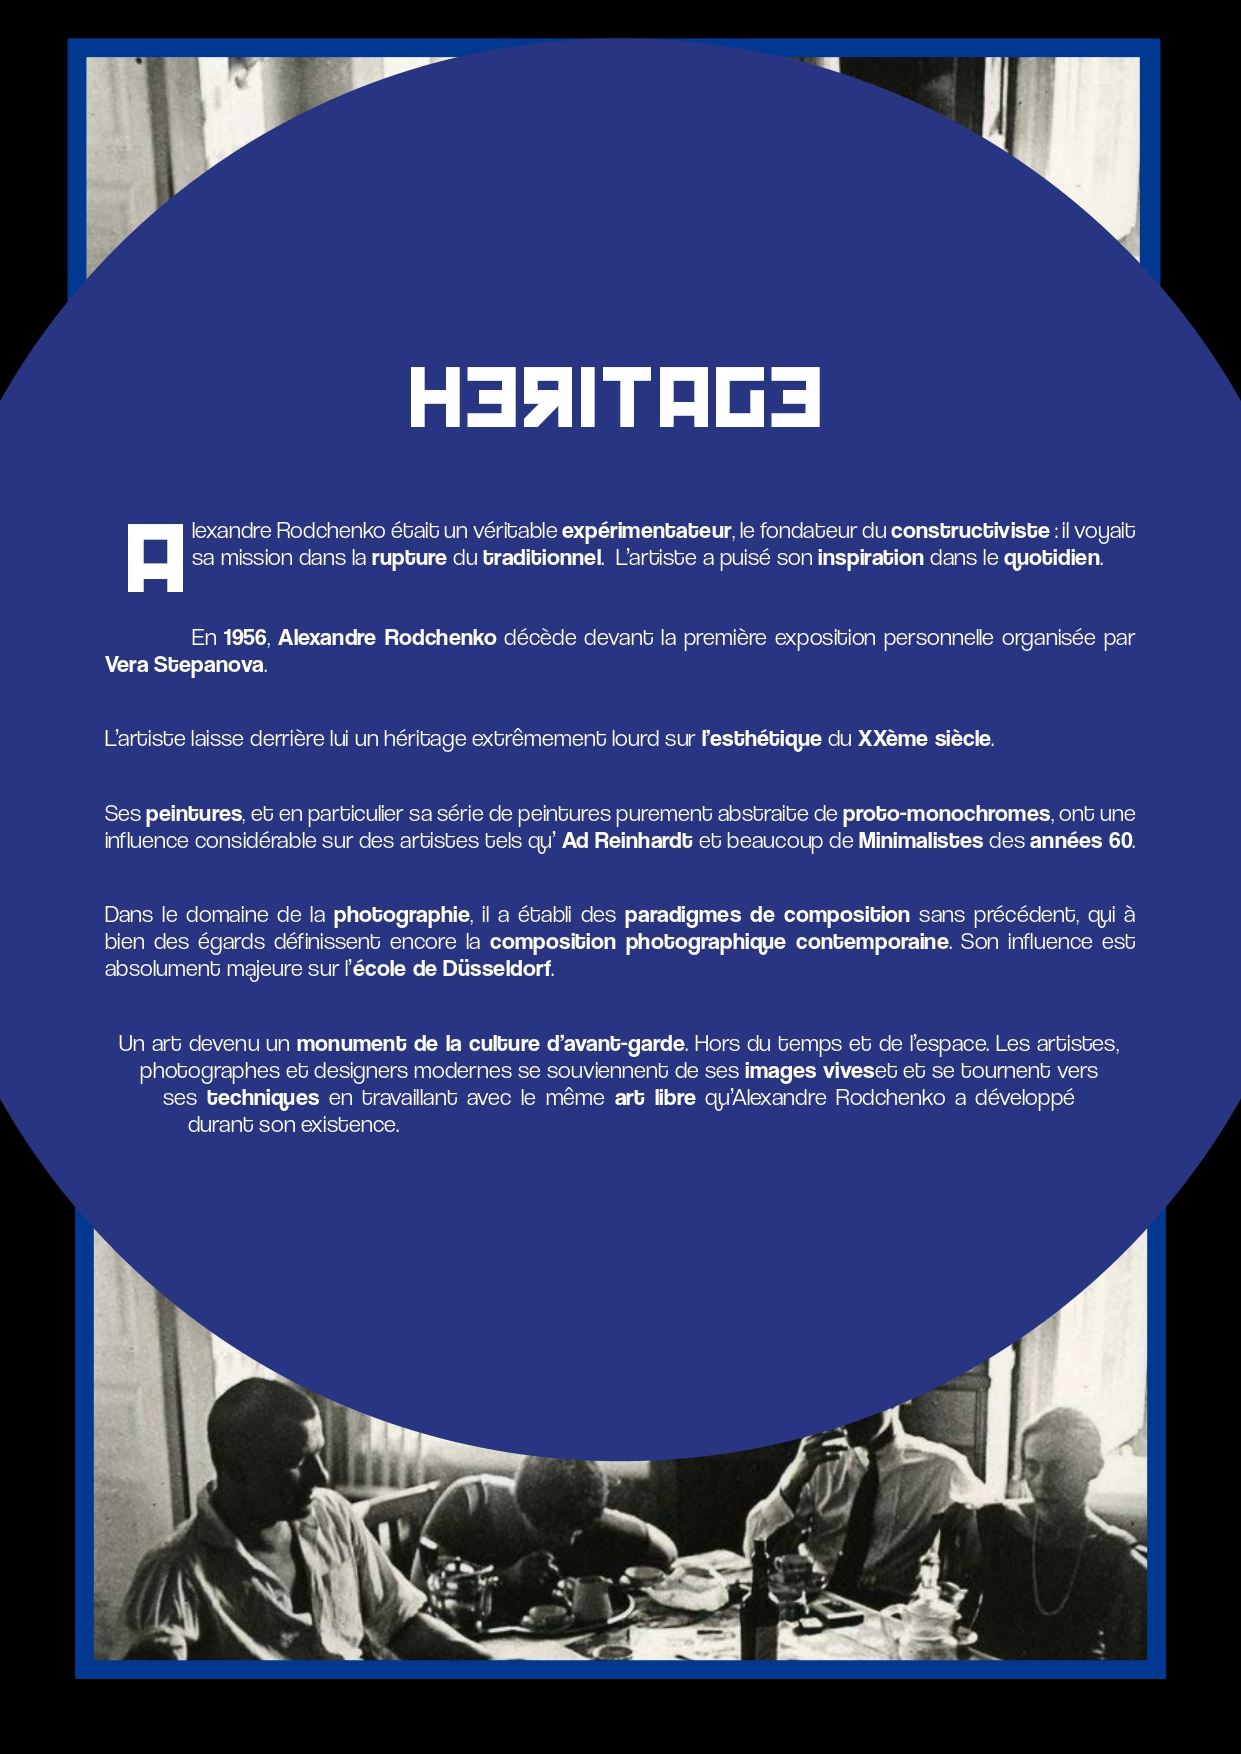 HERITAGE
Alexandre Rodchenko était un véritable expérimentateur, le fondateur du constructiviste : il voyait
sa mission dans la rupture du traditionnel. L'artiste a puisé son inspiration dans le quotidien.
En 1956, Alexandre Rodchenko décède devant la première exposition personnelle organisée par
Vera Stepanova.
L'artiste laisse derrière lui un héritage extrêmement lourd sur l'esthétique du XXème siècle.
Ses peintures, et en particulier sa série de peintures purement abstraite de proto-monochromes, ont une
influence considérable sur des artistes tels qu' Ad Reinhardt et beaucoup de Minimalistes des années 60.
Dans le domaine de la photographie, il a établi des paradigmes de composition sans précédent, qui à
bien des égards définissent encore la composition photographique contemporaine. Son influence est
absolument majeure sur l'école de Düsseldorf.
Un art devenu un monument de la culture d'avant-garde. Hors du temps et de l'espace. Les artistes,
photographes et designers modernes se souviennent de ses images viveset et se tournent vers
ses techniques en travaillant avec le même art libre qu'Alexandre Rodchenko a développé
durant son existence.